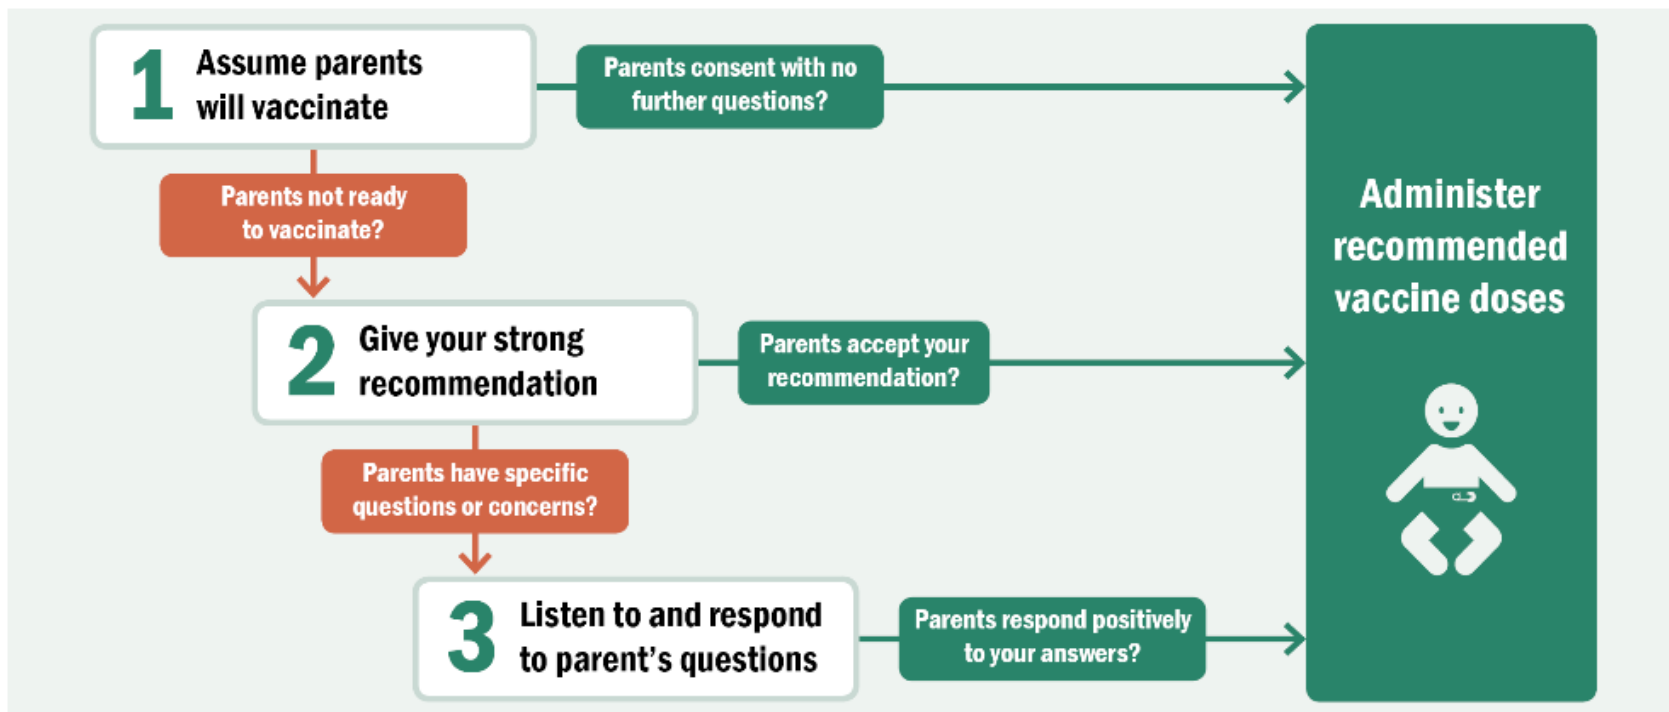 1
Assume parents
will vaccinate
Parents consent with no
further questions?
Parents not ready
to vaccinate?
2
Give your strong
recommendation
Parents accept your
recommendation?
Parents have specific
questions or concerns?
3
Listen to and respond
to parent's questions
Parents respond positively
to your answers?
Administer
recommended
vaccine doses